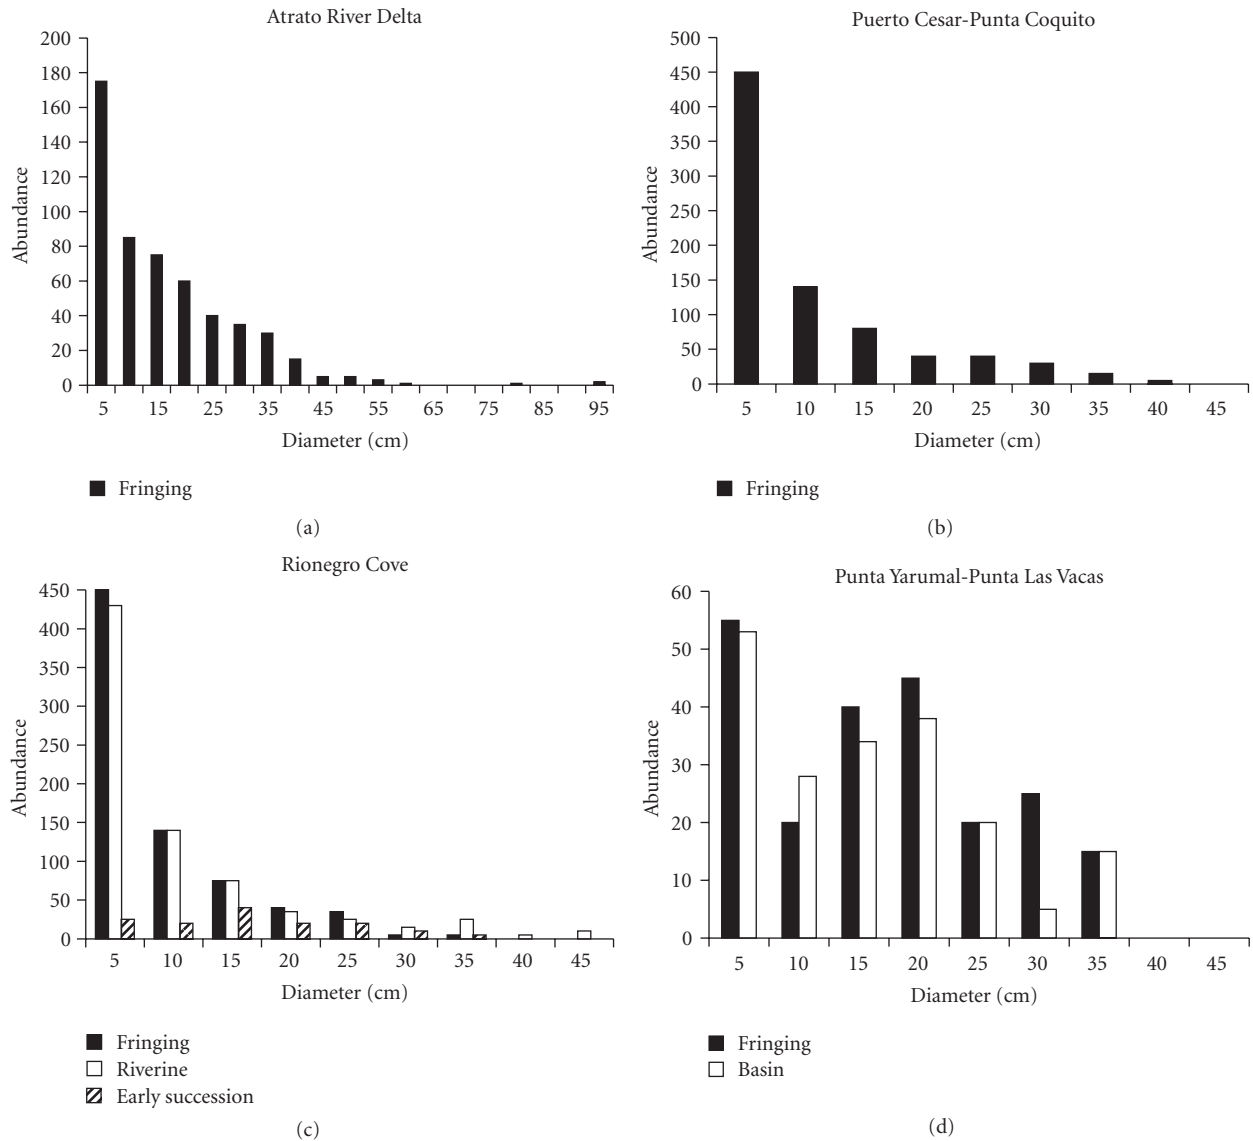 Atrato River Delta
200
180
160
140
120
100
80
60
40
20
0
Abundance
5 15 25 35 45 55 65 75 85 95
Diameter (cm)
Fringing
(a)
Puerto Cesar-Punta Coquito
500
450
400
350
300
250
200
150
100
50
0
Abundance
5 10 15 20 25 30 35 40 45
Diameter (cm)
Fringing
(b)
Rionegro Cove
450
400
350
300
250
200
150
100
50
0
Abundance
5 10 15 20 25 30 35 40 45
Diameter (cm)
Fringing
Riverine
Early succession
(c)
Punta Yarumal-Punta Las Vacas
60
50
40
30
20
10
0
Abundance
5 10 15 20 25 30 35 40 45
Diameter (cm)
Fringing
Basin
(d)